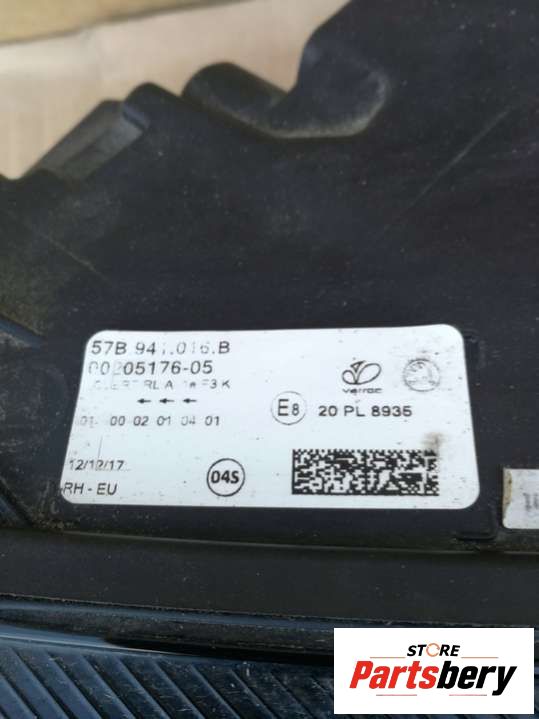 57B.941.016.B
00205176-05
varroc
E8 20 PL 8935
01 00 02 01 04 01
12/12/17
04S
RH - EU
STORE
Partsbery